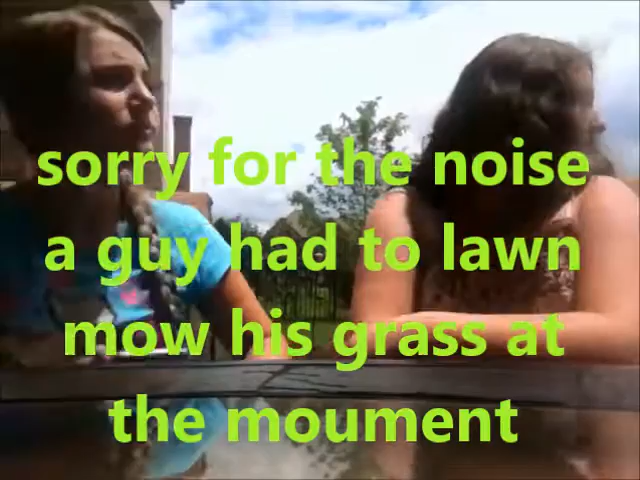 sorry for the noise
a guy had to lawn
mow his grass at
the moument